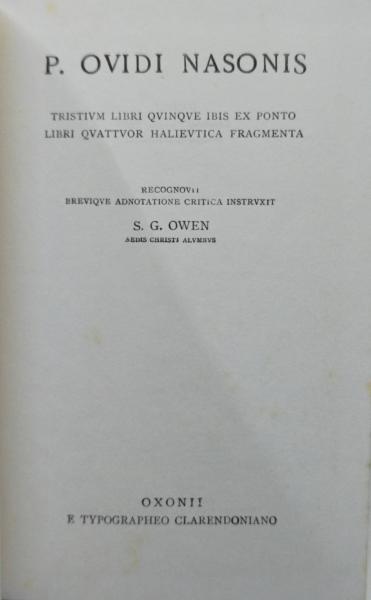 P. OVIDI NASONIS
TRISTIVM LIBRI QVINQVE IBIS EX PONTO
LIBRI QVATTVOR HALIEVTICA FRAGMENTA
RECOGNOVIT
BREVIQVE ADNOTATIONE CRITICA INSTRVXIT
S. G. OWEN
AEDIS CHRISTI ALVMNVS
OXONII
E TYPOGRAPHEO CLARENDONIANO